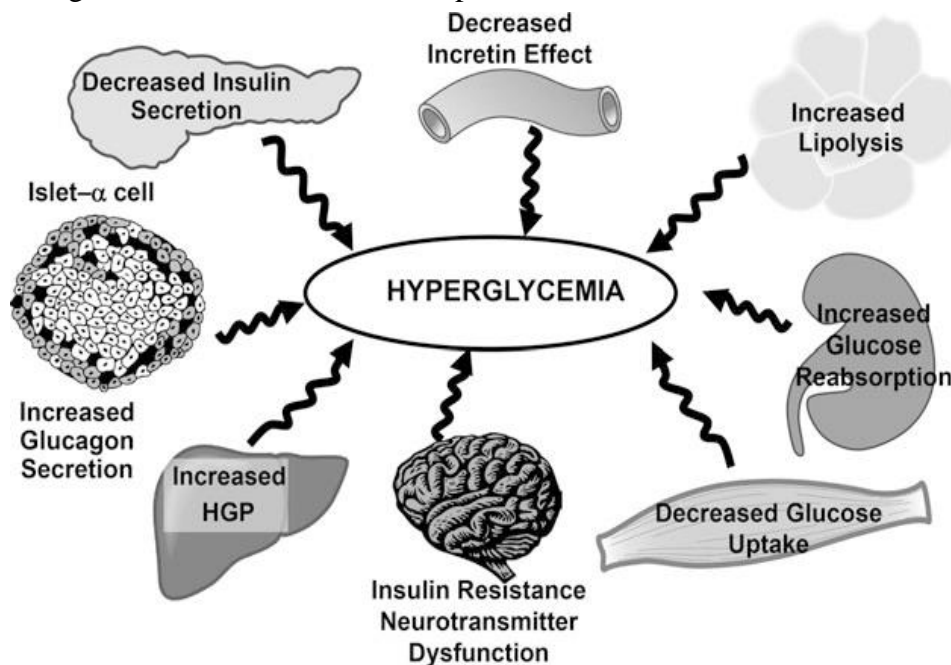 Decreased Insulin
Secretion
Decreased
Incretin Effect
Increased
Lipolysis
Islet–α cell
HYPERGLYCEMIA
Increased
Glucose
Reabsorption
Increased
Glucagon
Secretion
Increased
HGP
Decreased Glucose
Uptake
Insulin Resistance
Neurotransmitter
Dysfunction